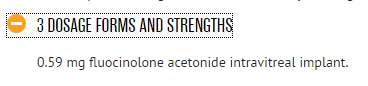 3 DOSAGE FORMS AND STRENGTHS
0.59 mg fluocinolone acetonide intravitreal implant.